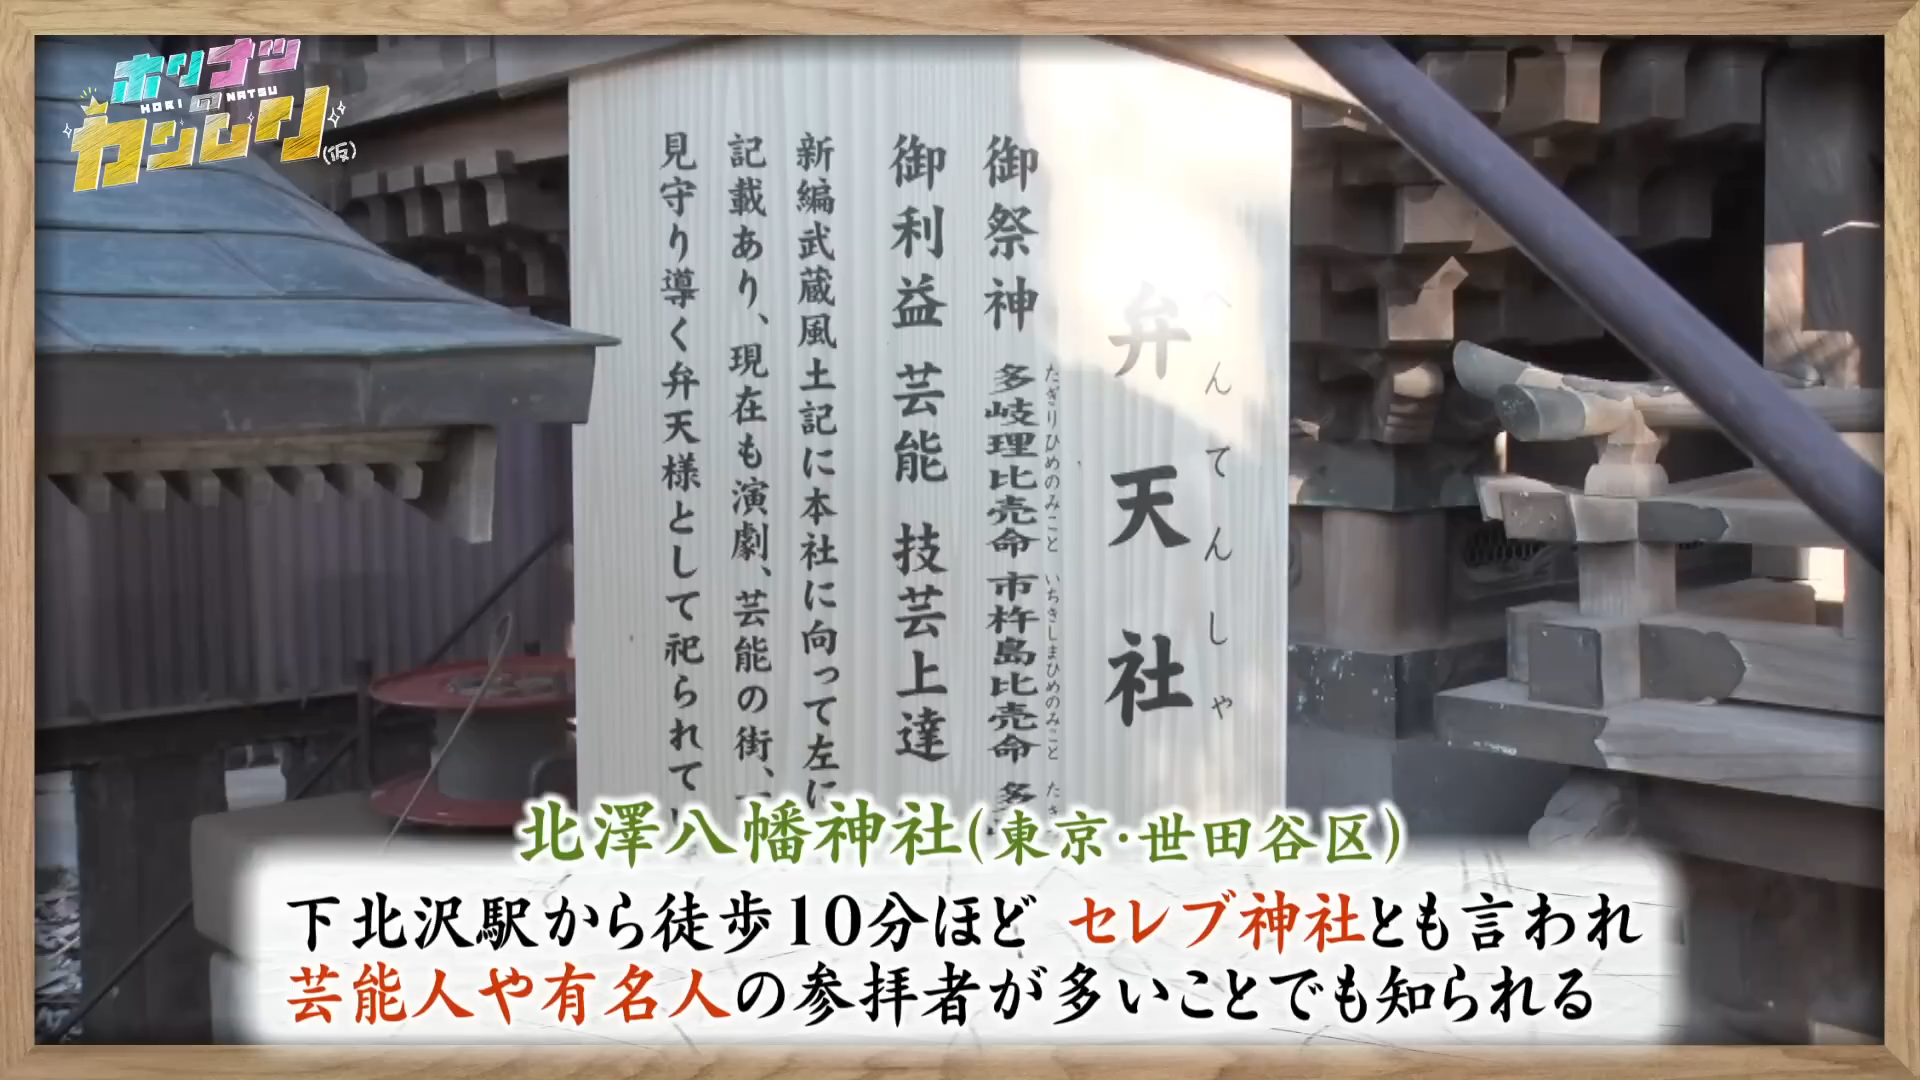 ホリナツ
HORI の NATSU
カンレク(仮)
べんてんしゃ
弁天社
たぎりひめのみこと いちきしまひめのみこと たき
御祭神 多岐理比売命 市杵島比売命 多
御利益 芸能 技芸上達
新編武蔵風土記に本社に向って左に
記載あり、現在も演劇、芸能の街、
見守り導く弁天様として祀られて
北澤八幡神社(東京・世田谷区)
下北沢駅から徒歩10分ほど セレブ神社とも言われ
芸能人や有名人の参拝者が多いことでも知られる